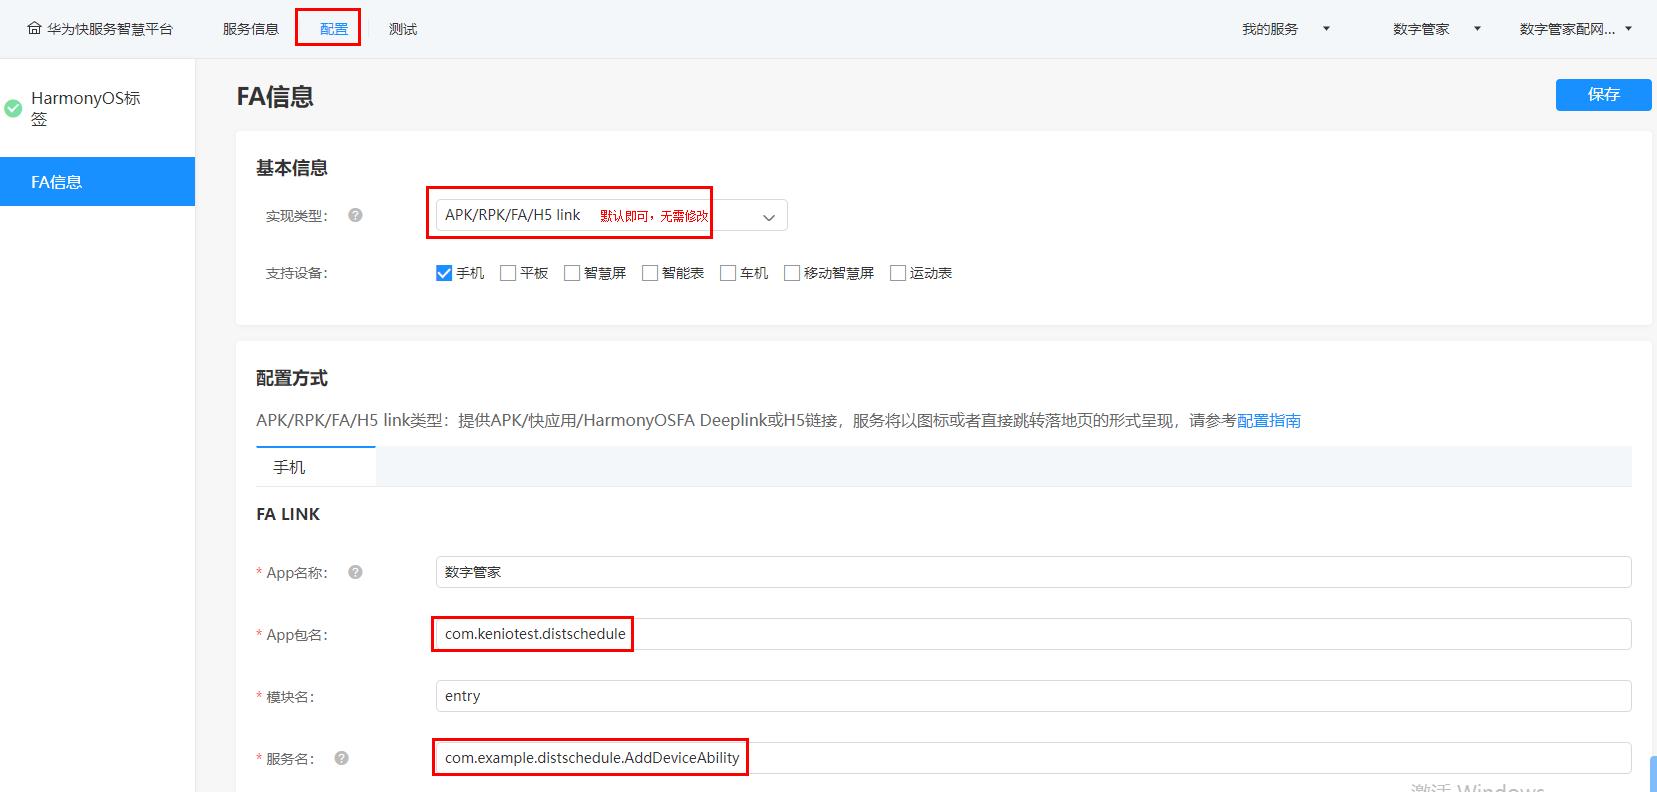 华为快服务智慧平台 服务信息 配置 测试 我的服务 数字管家 数字管家配网...
HarmonyOS标
签
FA信息
FA信息 保存
基本信息
实现类型： ? APK/RPK/FA/H5 link 默认即可，无需修改
支持设备： 手机 平板 智慧屏 智能表 车机 移动智慧屏 运动表
配置方式
APK/RPK/FA/H5 link类型：提供APK/快应用/HarmonyOSFA Deeplink或H5链接，服务将以图标或者直接跳转落地页的形式呈现，请参考配置指南
手机
FA LINK
* App名称： ? 数字管家
* App包名： com.keniotest.distschedule
* 模块名： entry
* 服务名： ? com.example.distschedule.AddDeviceAbility
激活 Windows